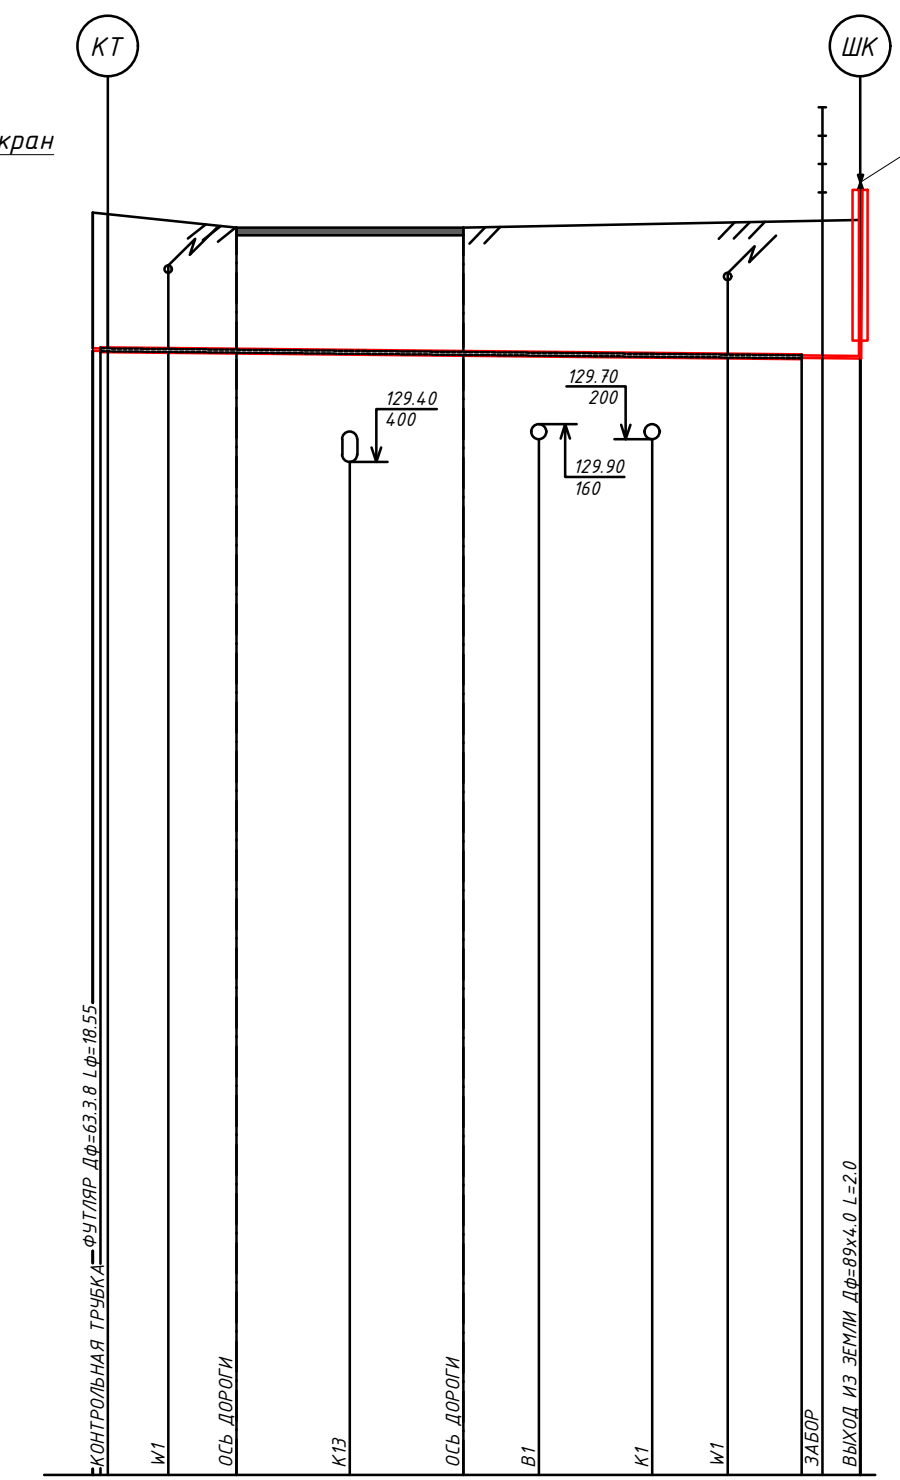 КТ
ШК
кран
129.40
400
129.70
200
129.90
160
КОНТРОЛЬНАЯ ТРУБКА
ФУТЛЯР Дф=63.3.8 Lф=18.55
W1
ОСЬ ДОРОГИ
К13
ОСЬ ДОРОГИ
В1
К1
W1
ЗАБОР
ВЫХОД ИЗ ЗЕМЛИ Дф=89х4.0 L=2.0